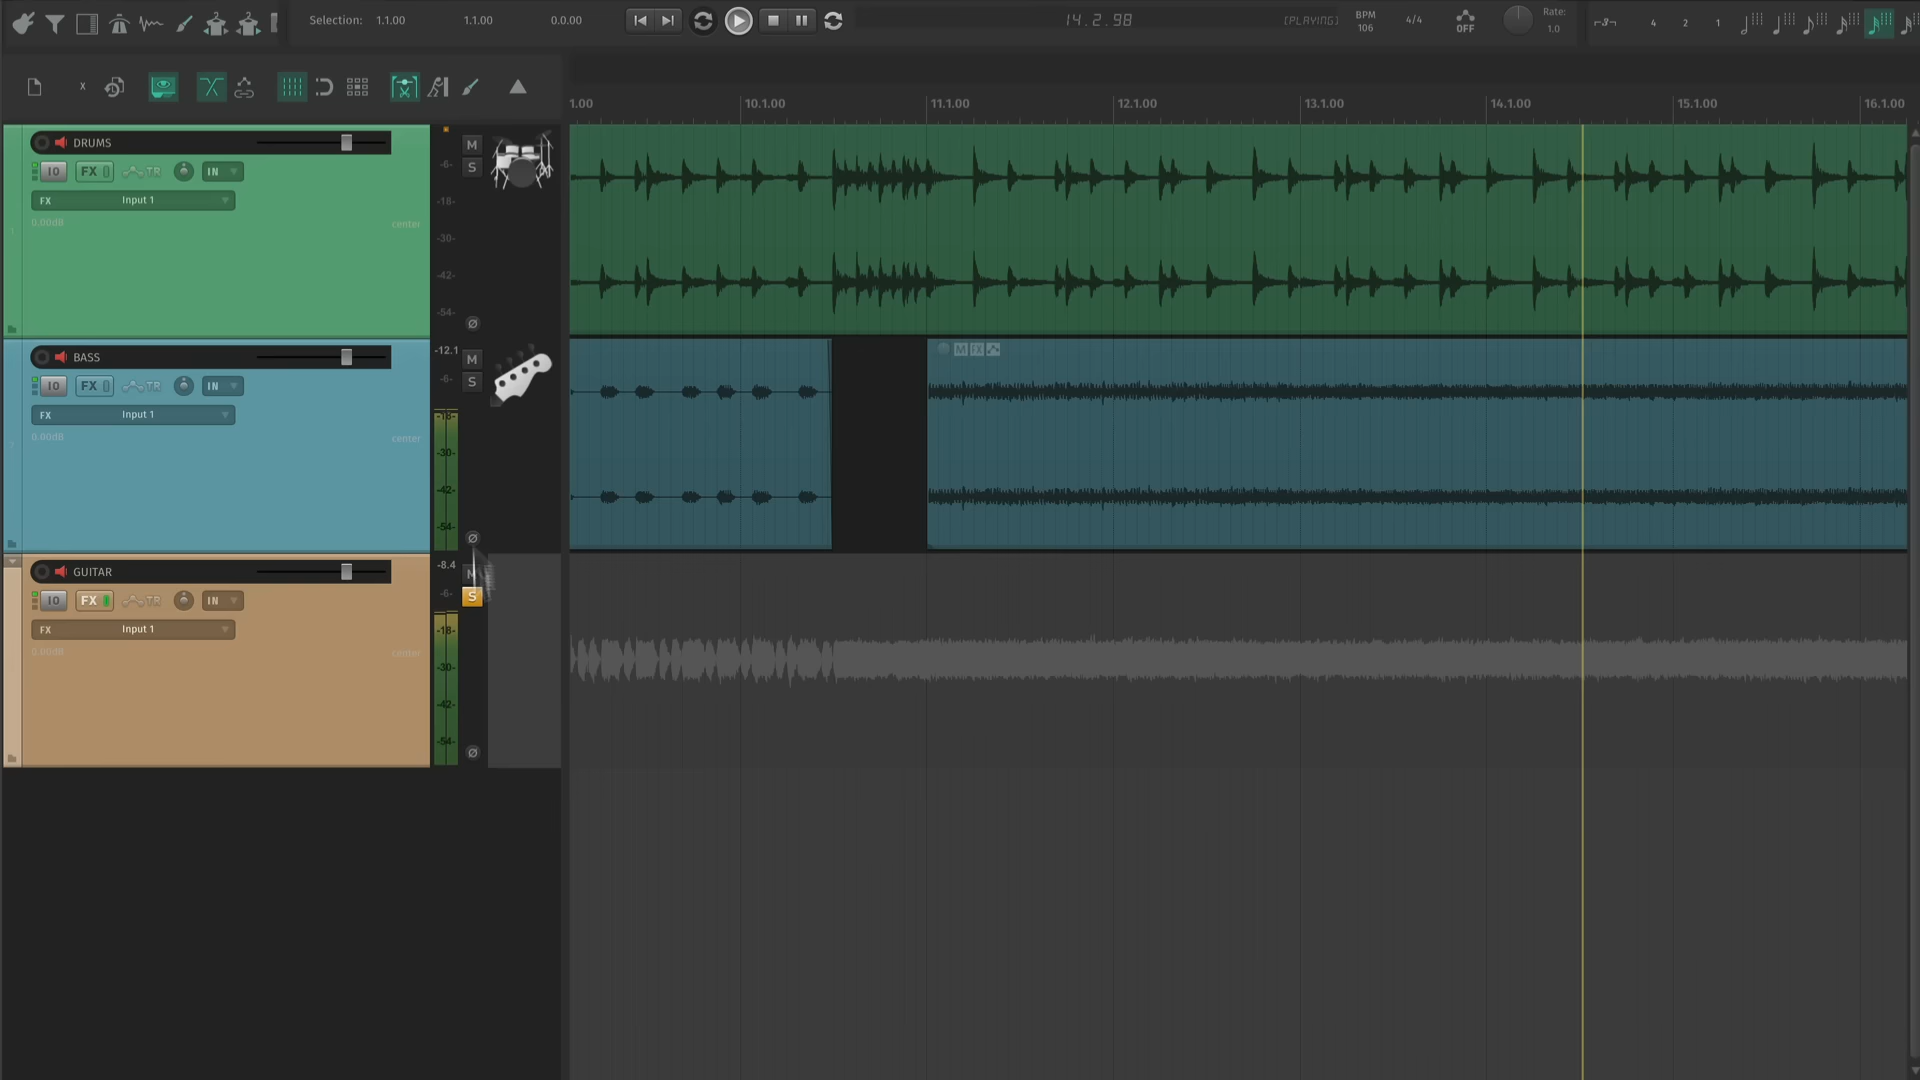 Selection: 1.1.00 1.1.00 0.0.00
14.2.98 [PLAYING]
BPM 4/4 Rate:
106 OFF 1.0
-3- 4 2 1
2 2
x
1.00 10.1.00 11.1.00 12.1.00 13.1.00 14.1.00 15.1.00 16.1.00
DRUMS M
-6- S
IO FX TR IN
FX Input 1 -18-
0.00dB center
-30-
-42-
-54- Ø
BASS -12.1 M
-6- S
IO FX TR IN
FX Input 1 -18-
0.00dB center
-30-
-42-
-54- Ø
M FX
GUITAR -8.4 M
-6- S
IO FX TR IN
FX Input 1 -18-
0.00dB center
-30-
-42-
-54- Ø